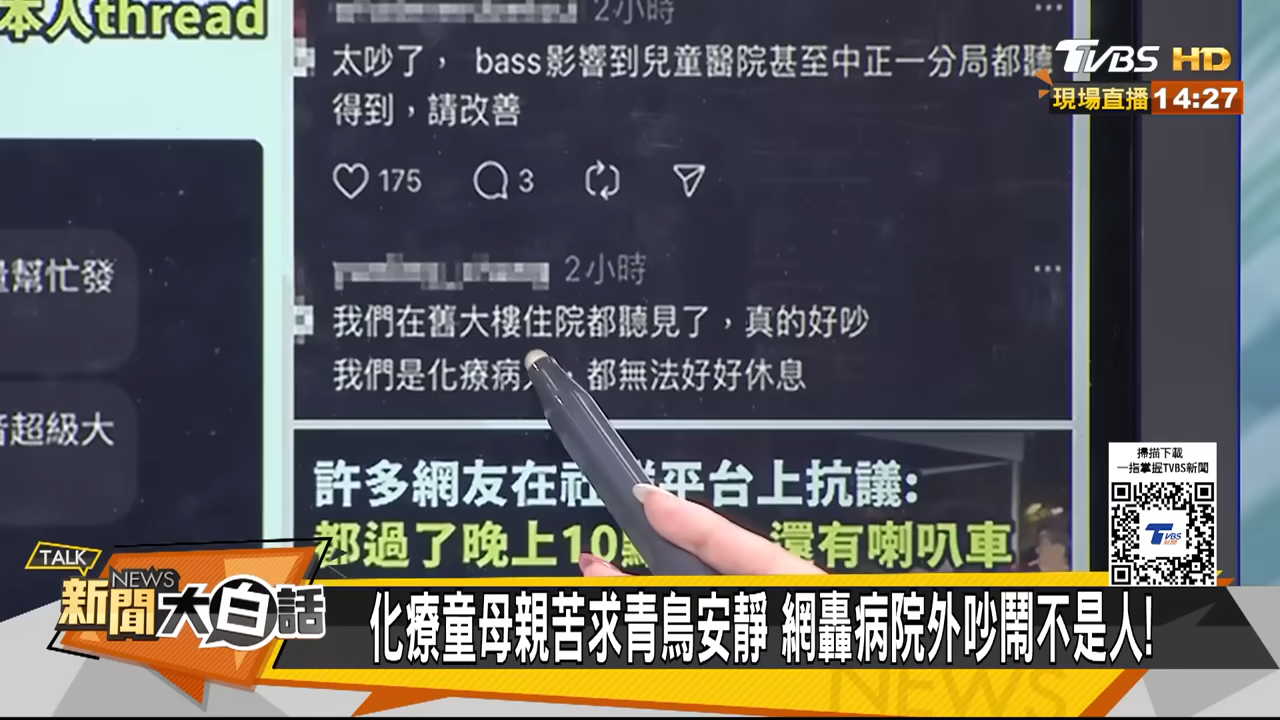 本人thread
2小時
太吵了， bass影響到兒童醫院甚至中正一分局都聽
得到，請改善
175
3
2小時
我們在舊大樓住院都聽見了，真的好吵
我們是化療病 ，都無法好好休息
幫忙發
音超級大
許多網友在社 平台上抗議:
都過了晚上10 還有喇叭車
TVBS HD
現場直播 14:27
掃描下載
一指掌握TVBS新聞
TVBS
TALK
NEWS
新聞大白話
化療童母親苦求青鳥安靜 網轟病院外吵鬧不是人!
NEWS